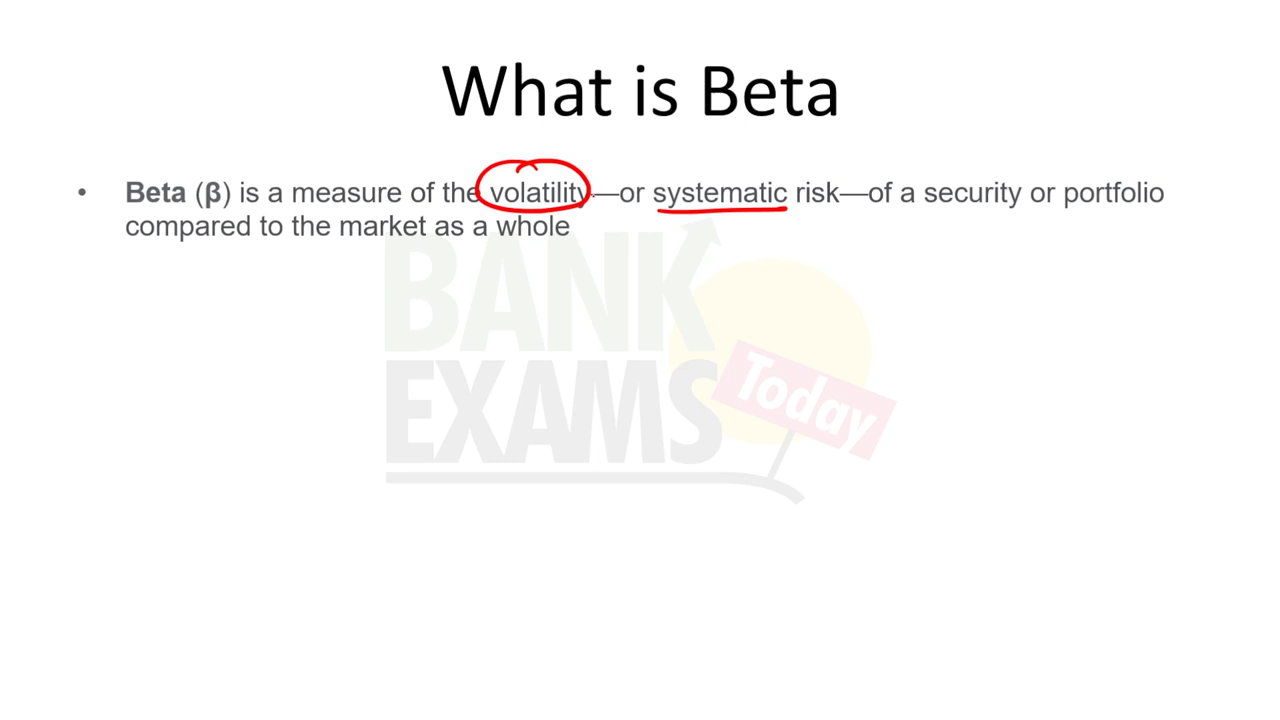 What is Beta
• Beta (β) is a measure of the volatility—or systematic risk—of a security or portfolio
compared to the market as a whole
BANK
EXAMS
Today